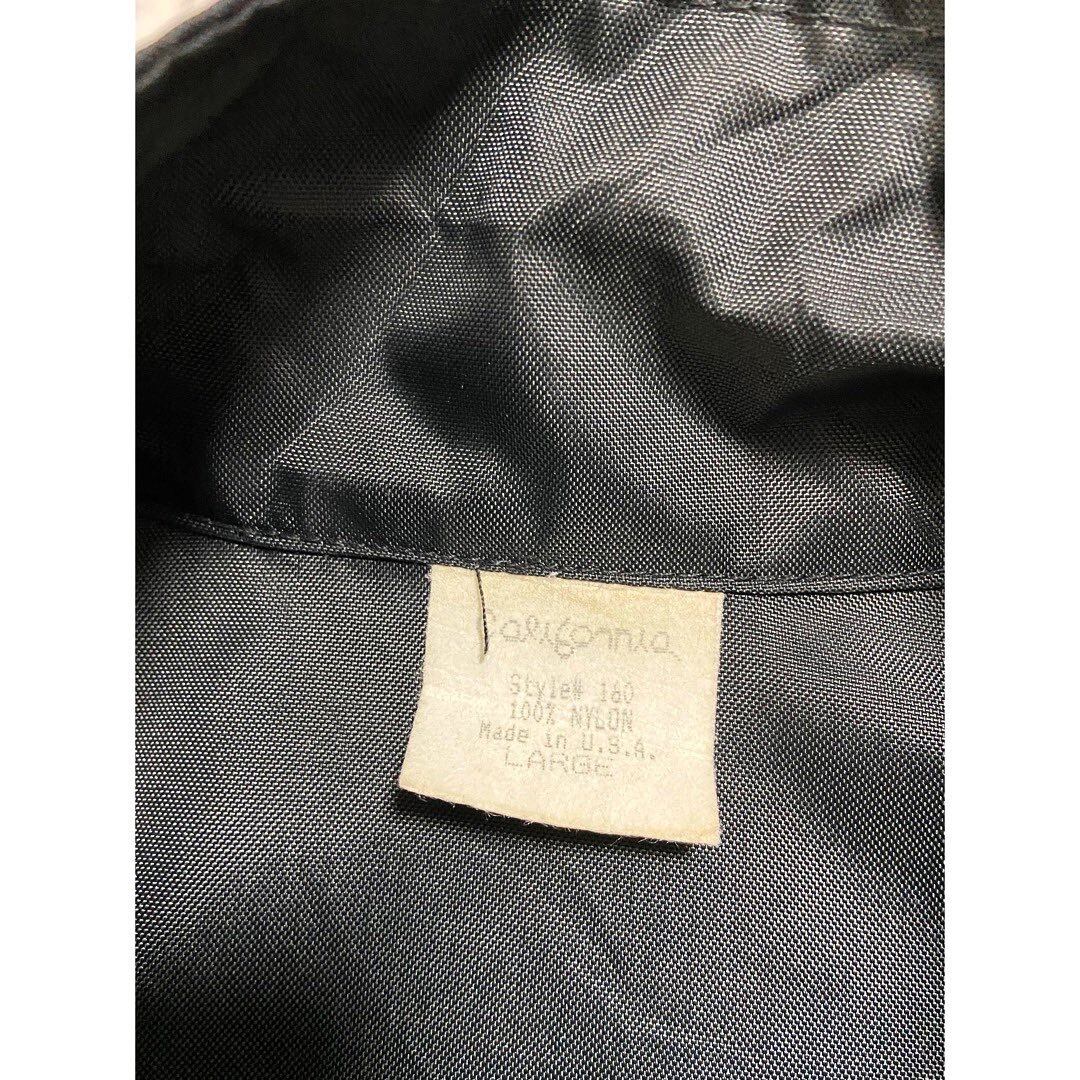 California
Style# 160
100% NYLON
Made in U.S.A.
LARGE